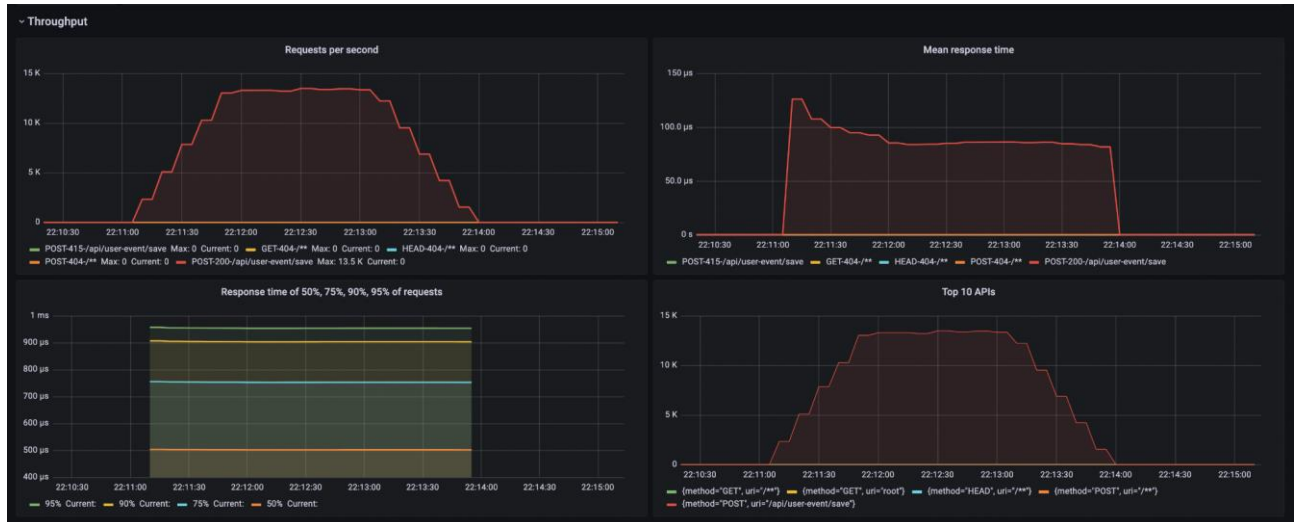 Throughput
Requests per second
15 K
10 K
5 K
0
22:10:30 22:11:00 22:11:30 22:12:00 22:12:30 22:13:00 22:13:30 22:14:00 22:14:30 22:15:00
POST-415-/api/user-event/save Max: 0 Current: 0 GET-404-/** Max: 0 Current: 0 HEAD-404-/** Max: 0 Current: 0
POST-404-/** Max: 0 Current: 0 POST-200-/api/user-event/save Max: 13.5 K Current: 0
Mean response time
150 µs
100.0 µs
50.0 µs
0 s
22:10:30 22:11:00 22:11:30 22:12:00 22:12:30 22:13:00 22:13:30 22:14:00 22:14:30 22:15:00
POST-415-/api/user-event/save GET-404-/** HEAD-404-/** POST-404-/** POST-200-/api/user-event/save
Response time of 50%, 75%, 90%, 95% of requests
1 ms
900 µs
800 µs
700 µs
600 µs
500 µs
400 µs
22:10:30 22:11:00 22:11:30 22:12:00 22:12:30 22:13:00 22:13:30 22:14:00 22:14:30 22:15:00
95% Current: 90% Current: 75% Current: 50% Current:
Top 10 APIs
15 K
10 K
5 K
0
22:10:30 22:11:00 22:11:30 22:12:00 22:12:30 22:13:00 22:13:30 22:14:00 22:14:30 22:15:00
{method="GET", uri="/**"} {method="GET", uri="root"} {method="HEAD", uri="/**"} {method="POST", uri="/**"}
{method="POST", uri="/api/user-event/save"}